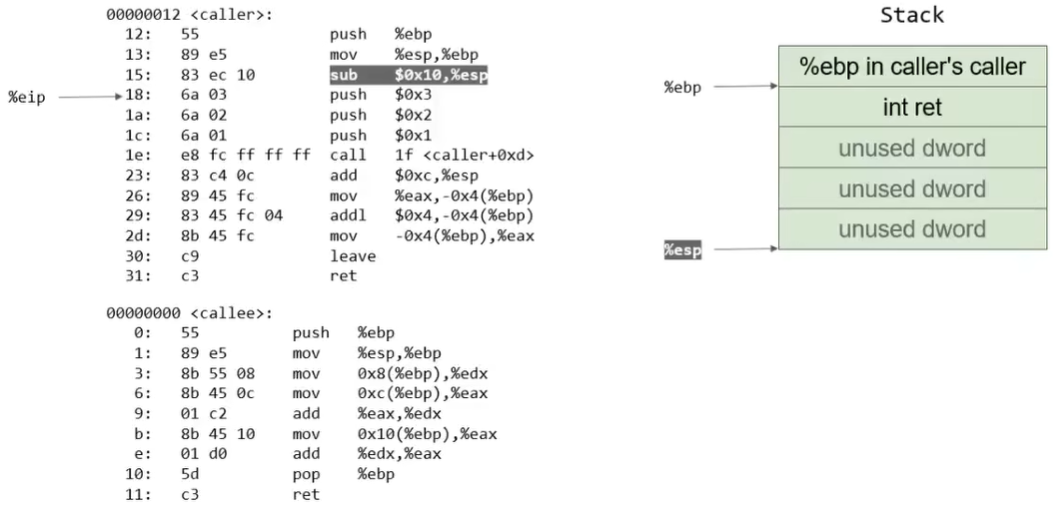 00000012 <caller>:
12: 55 push %ebp
13: 89 e5 mov %esp,%ebp
15: 83 ec 10 sub $0x10,%esp
%eip 18: 6a 03 push $0x3
1a: 6a 02 push $0x2
1c: 6a 01 push $0x1
1e: e8 fc ff ff ff call 1f <caller+0xd>
23: 83 c4 0c add $0xc,%esp
26: 89 45 fc mov %eax,-0x4(%ebp)
29: 83 45 fc 04 addl $0x4,-0x4(%ebp)
2d: 8b 45 fc mov -0x4(%ebp),%eax
30: c9 leave
31: c3 ret
00000000 <callee>:
0: 55 push %ebp
1: 89 e5 mov %esp,%ebp
3: 8b 55 08 mov 0x8(%ebp),%edx
6: 8b 45 0c mov 0xc(%ebp),%eax
9: 01 c2 add %eax,%edx
b: 8b 45 10 mov 0x10(%ebp),%eax
e: 01 d0 add %edx,%eax
10: 5d pop %ebp
11: c3 ret
Stack
%ebp in caller's caller
%ebp
int ret
unused dword
unused dword
unused dword
%esp